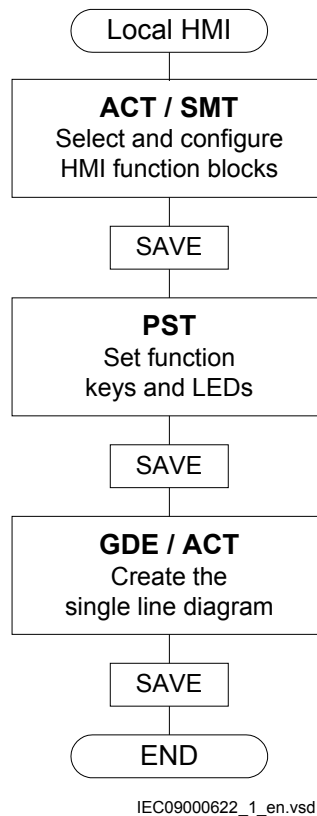 Local HMI
ACT / SMT
Select and configure
HMI function blocks
SAVE
PST
Set function
keys and LEDs
SAVE
GDE / ACT
Create the
single line diagram
SAVE
END
IEC09000622_1_en.vsd